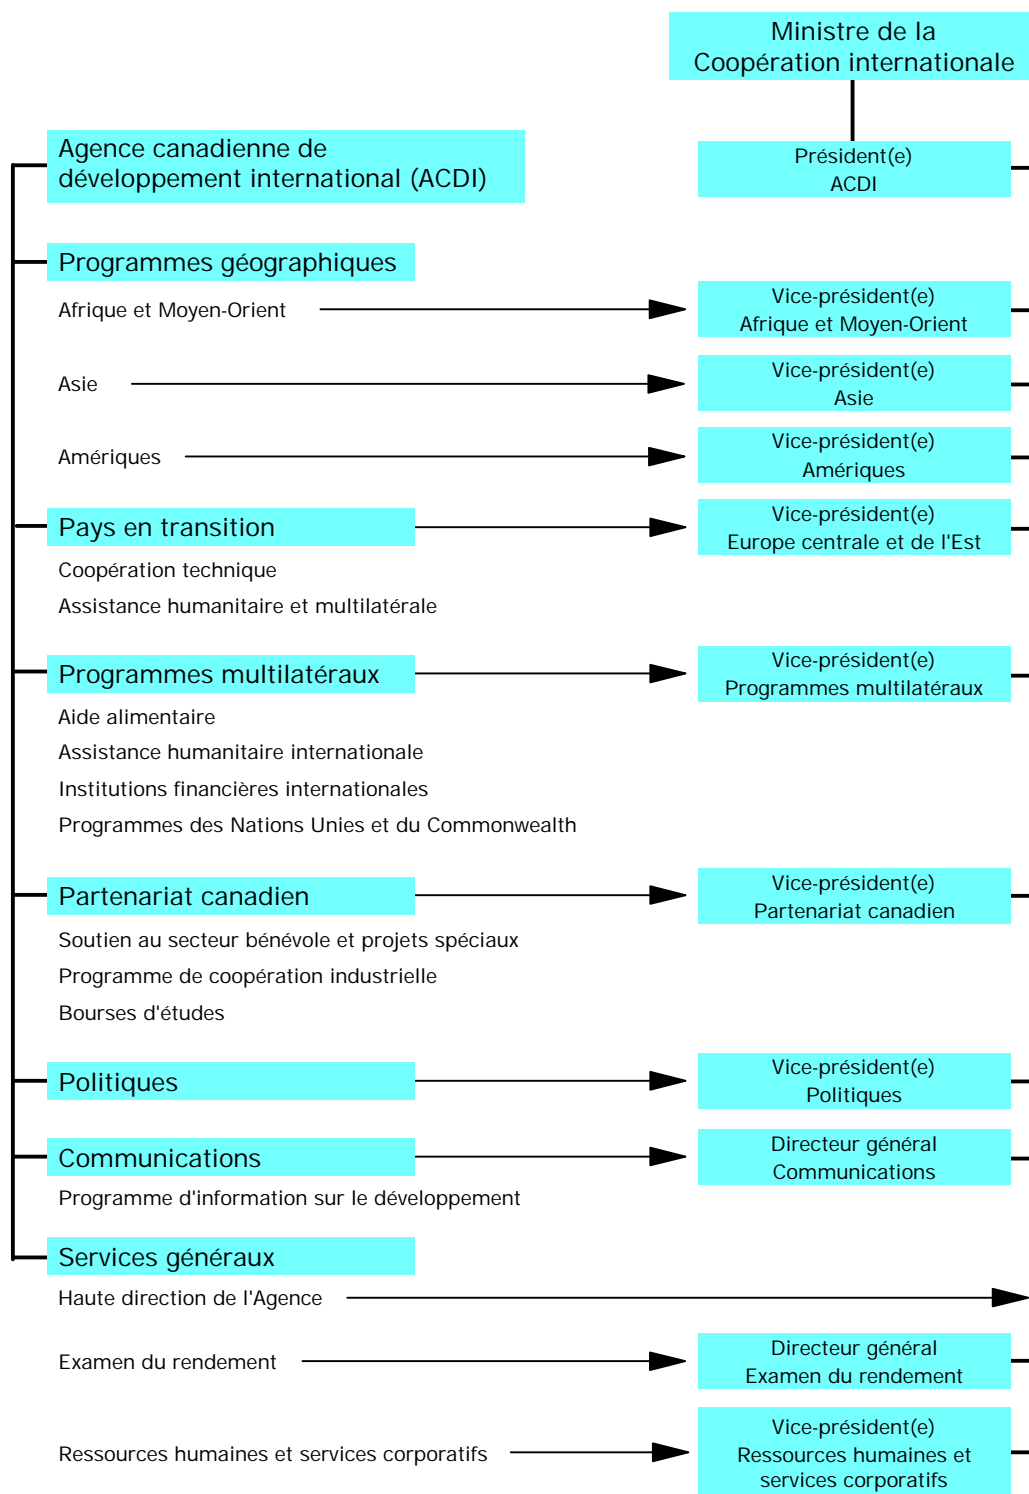 Ministre de la
Coopération internationale
Agence canadienne de
développement international (ACDI)
Président(e)
ACDI
Programmes géographiques
Afrique et Moyen-Orient
Vice-président(e)
Afrique et Moyen-Orient
Asie
Vice-président(e)
Asie
Amériques
Vice-président(e)
Amériques
Pays en transition
Vice-président(e)
Europe centrale et de l'Est
Coopération technique
Assistance humanitaire et multilatérale
Programmes multilatéraux
Vice-président(e)
Programmes multilatéraux
Aide alimentaire
Assistance humanitaire internationale
Institutions financières internationales
Programmes des Nations Unies et du Commonwealth
Partenariat canadien
Vice-président(e)
Partenariat canadien
Soutien au secteur bénévole et projets spéciaux
Programme de coopération industrielle
Bourses d'études
Politiques
Vice-président(e)
Politiques
Communications
Directeur général
Communications
Programme d'information sur le développement
Services généraux
Haute direction de l'Agence
Examen du rendement
Directeur général
Examen du rendement
Ressources humaines et services corporatifs
Vice-président(e)
Ressources humaines et
services corporatifs